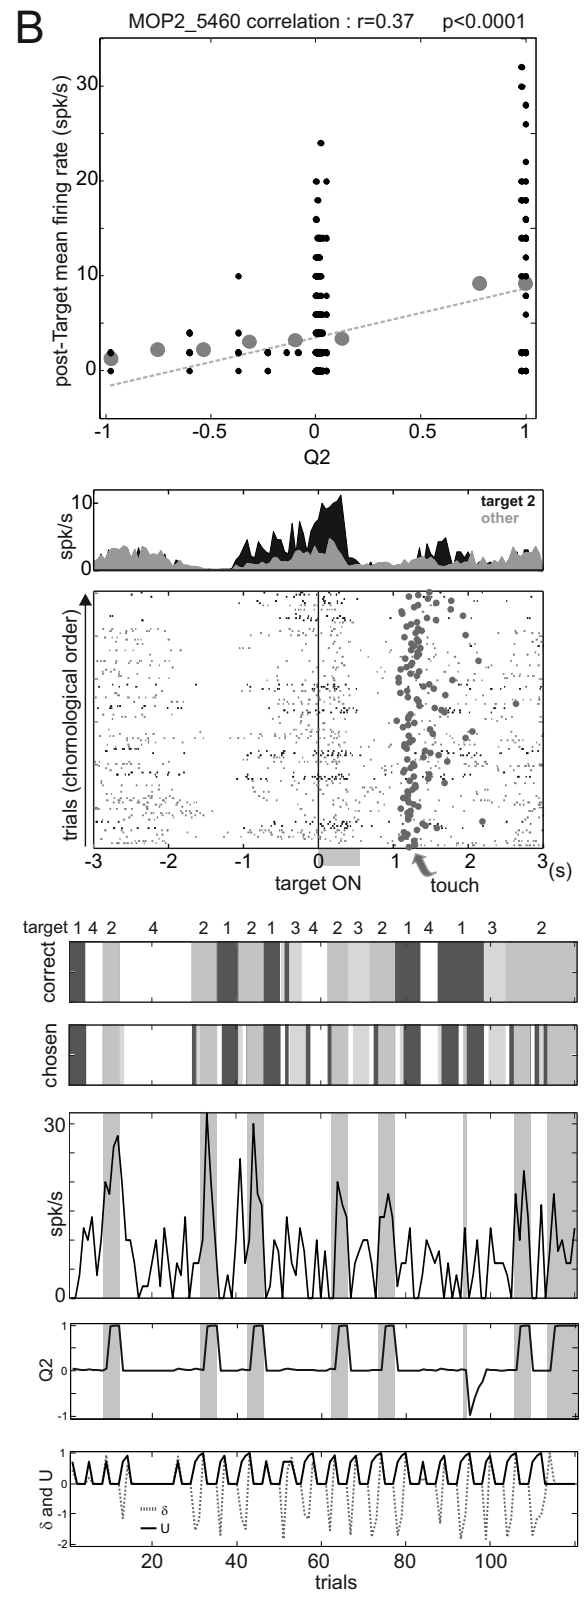 B
MOP2_5460 correlation : r=0.37 p<0.0001
post-Target mean firing rate (spk/s)
30
20
10
0
-1 -0.5 0 0.5 1
Q2
spk/s
10
0
target 2
other
trials (chornological order)
-3 -2 -1 0 1 2 3 (s)
target ON touch
target 1 4 2 4 2 1 2 1 3 4 2 3 2 1 4 1 3 2
correct
chosen
spk/s
30
0
Q2
1
0
-1
δ and U
1
0
-1
-2
δ
U
20 40 60 80 100
trials